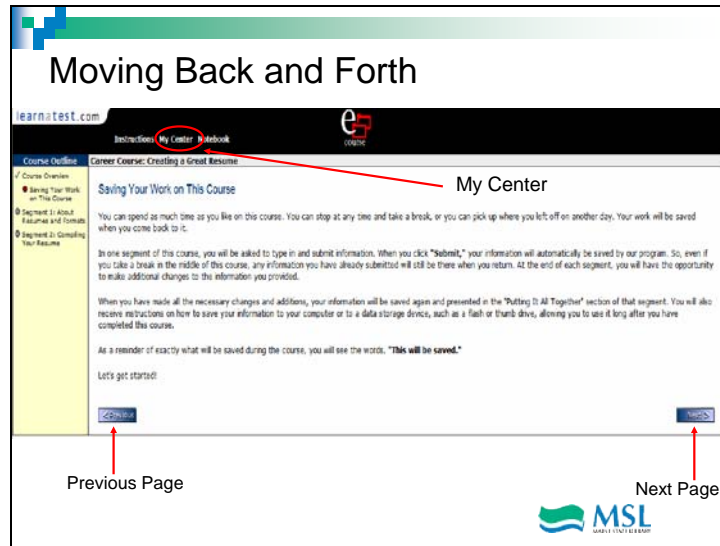 Moving Back and Forth
learnatest.com
Instructions My Center Notebook
e
course
Course Outline
Career Course: Creating a Great Resume
Course Overview
Saving Your Work
on This Course
Segment 1: About
Resumes and Formats
Segment 2: Compiling
Your Resume
Saving Your Work on This Course
My Center
You can spend as much time as you like on this course. You can stop at any time and take a break, or you can pick up where you left off on another day. Your work will be saved
when you come back to it.
In one segment of this course, you will be asked to type in and submit information. When you click "Submit," your information will automatically be saved by our program. So, even if
you take a break in the middle of this course, any information you have already submitted will still be there when you return. At the end of each segment, you will have the opportunity
to make additional changes to the information you provided.
When you have made all the necessary changes and additions, your information will be saved again and presented in the "Putting It All Together" section of that segment. You will also
receive instructions on how to save your information to your computer or to a data storage device, such as a flash or thumb drive, allowing you to use it long after you have
completed this course.
As a reminder of exactly what will be saved during the course, you will see the words, "This will be saved."
Let's get started!
< Previous
Next >
Previous Page
Next Page
MSL
MAINE STATE LIBRARY